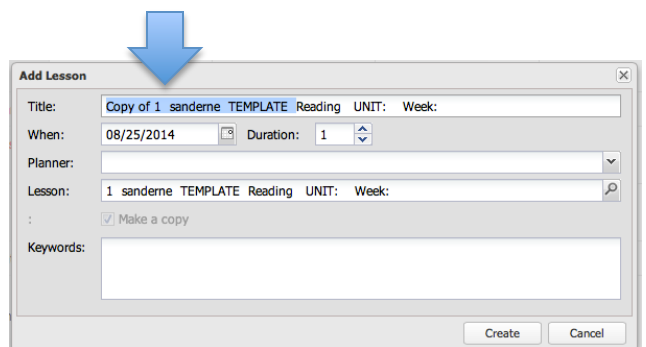 Add Lesson
Title: Copy of 1 sanderne TEMPLATE Reading UNIT: Week:
When: 08/25/2014 Duration: 1
Planner:
Lesson: 1 sanderne TEMPLATE Reading UNIT: Week:
: Make a copy
Keywords:
Create Cancel